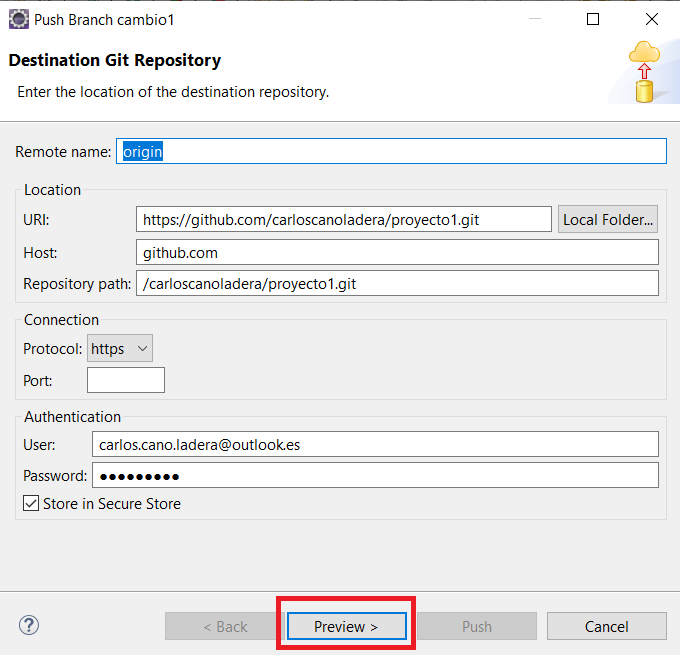 Push Branch cambio1
Destination Git Repository
Enter the location of the destination repository.
Remote name: origin
Location
URI: https://github.com/carloscanoladera/proyecto1.git Local Folder...
Host: github.com
Repository path: /carloscanoladera/proyecto1.git
Connection
Protocol: https
Port:
Authentication
User: carlos.cano.ladera@outlook.es
Password: ●●●●●●●●●
Store in Secure Store
? < Back Preview > Push Cancel